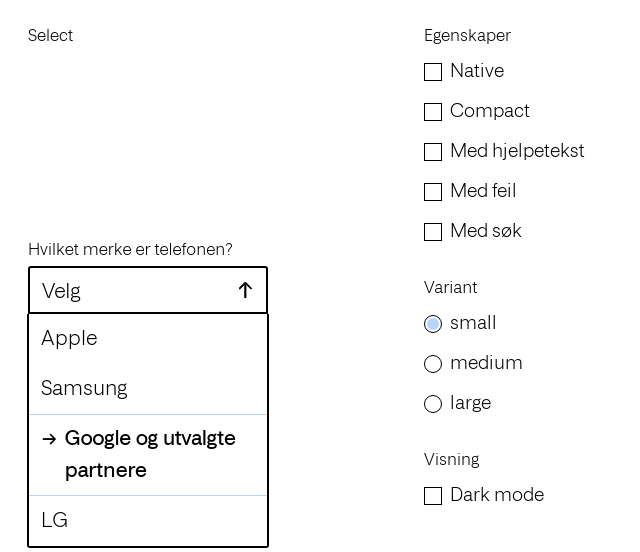 Select
Hvilket merke er telefonen?
Velg
Apple
Samsung
Google og utvalgte
partnere
LG
Egenskaper
Native
Compact
Med hjelpetekst
Med feil
Med søk
Variant
small
medium
large
Visning
Dark mode